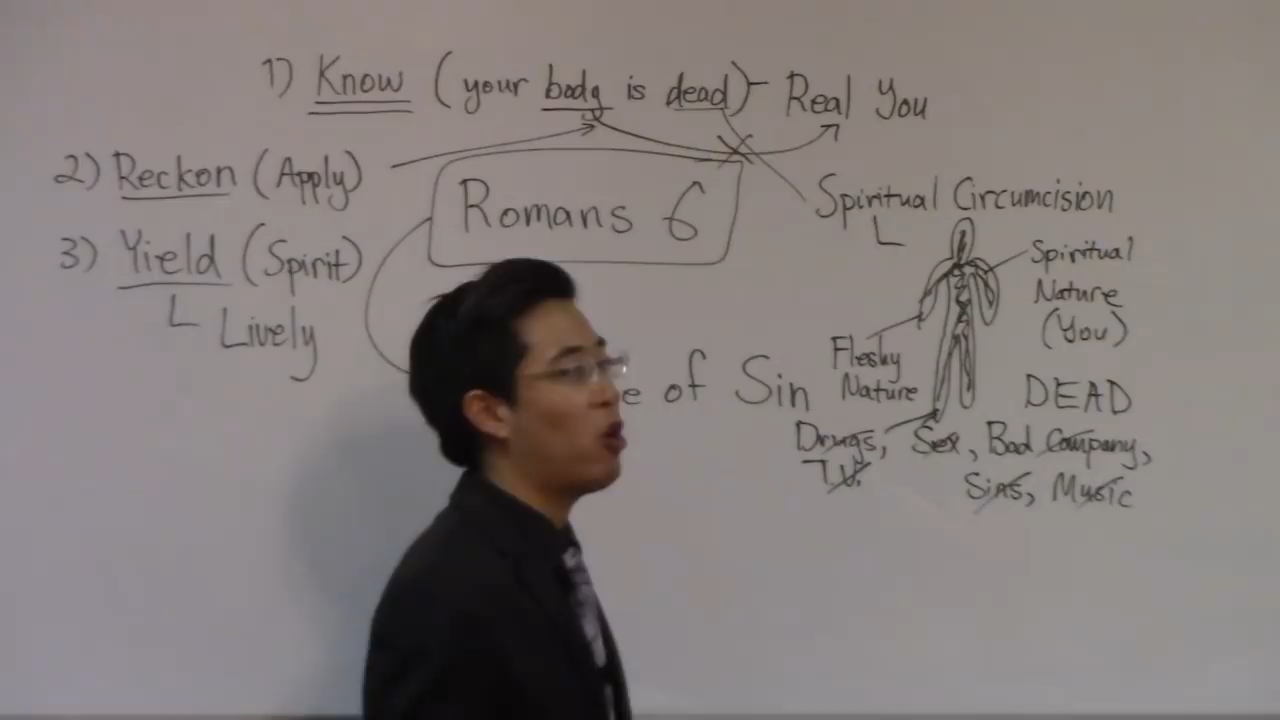 1) Know (your body is dead) - Real You
2) Reckon (Apply)
3) Yield (Spirit)
Lively
Romans 6
of Sin
Spiritual Circumcision
Spiritual
Nature
(You)
Fleshy
Nature
DEAD
Drugs, Sex, Bad Company,
T.V.
Sins, Music